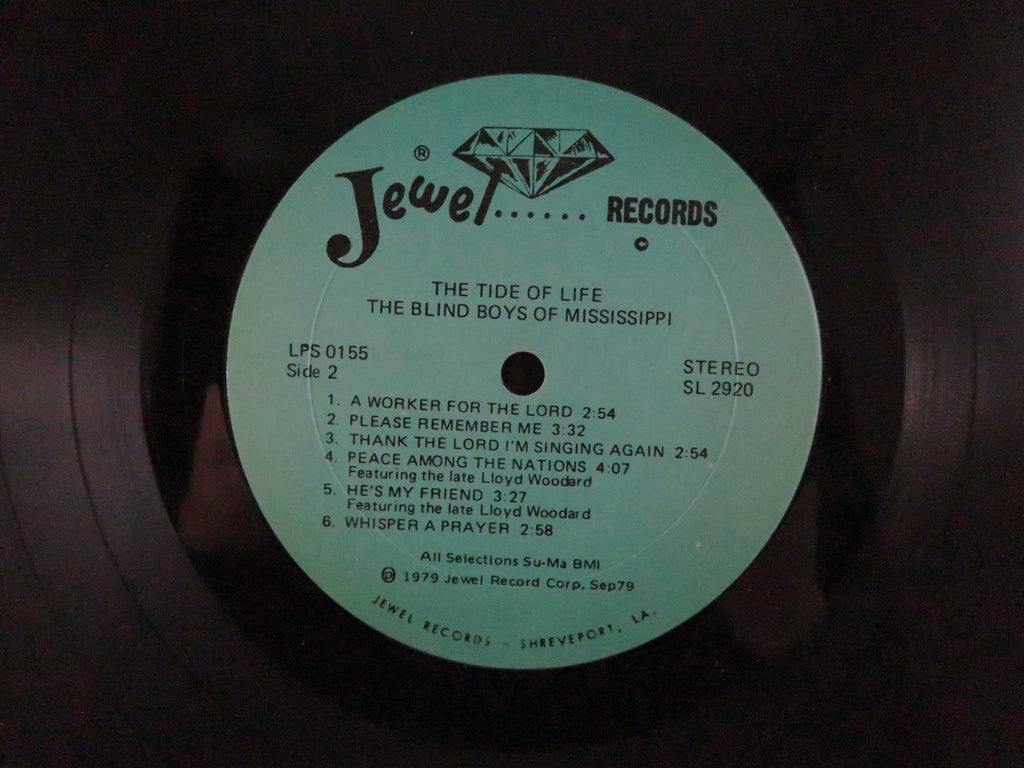 ®
Jewel...... RECORDS
©
THE TIDE OF LIFE
THE BLIND BOYS OF MISSISSIPPI
LPS 0155
Side 2
STEREO
SL 2920
1. A WORKER FOR THE LORD 2:54
2. PLEASE REMEMBER ME 3:32
3. THANK THE LORD I'M SINGING AGAIN 2:54
4. PEACE AMONG THE NATIONS 4:07
Featuring the late Lloyd Woodard
5. HE'S MY FRIEND 3:27
Featuring the late Lloyd Woodard
6. WHISPER A PRAYER 2:58
All Selections Su-Ma BMI
℗ 1979 Jewel Record Corp. Sep79
JEWEL RECORDS - SHREVEPORT, LA.